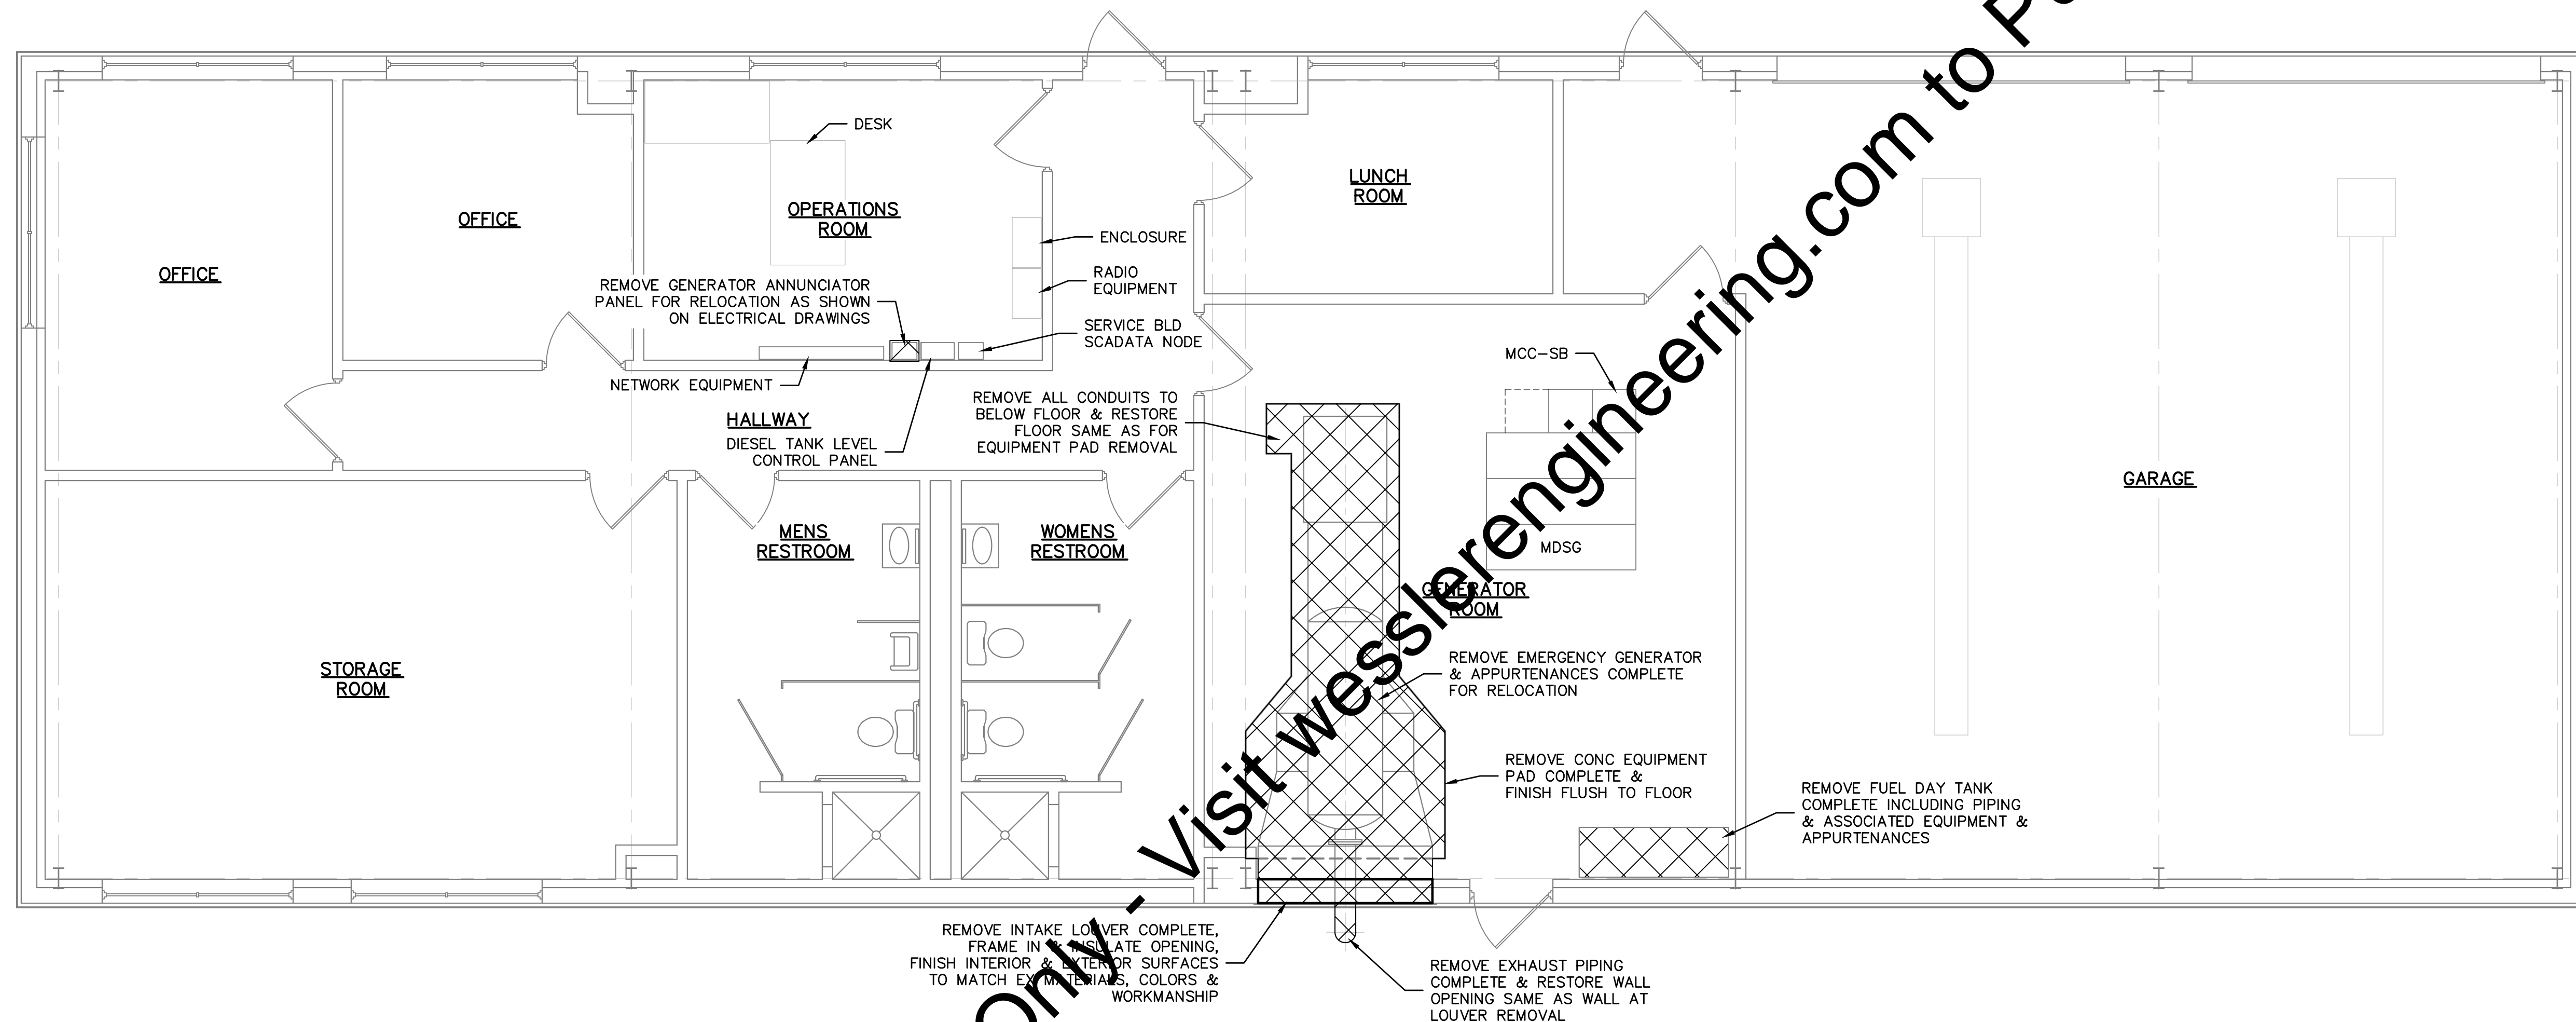 DESK
OPERATIONS
ROOM
LUNCH
ROOM
OFFICE
OFFICE
ENCLOSURE
RADIO
EQUIPMENT
REMOVE GENERATOR ANNUNCIATOR
PANEL FOR RELOCATION AS SHOWN
ON ELECTRICAL DRAWINGS
SERVICE BLD
SCADATA NODE
NETWORK EQUIPMENT
MCC-SB
HALLWAY
DIESEL TANK LEVEL
CONTROL PANEL
REMOVE ALL CONDUITS TO
BELOW FLOOR & RESTORE
FLOOR SAME AS FOR
EQUIPMENT PAD REMOVAL
GARAGE
MENS
RESTROOM
WOMENS
RESTROOM
MDSG
GENERATOR
ROOM
STORAGE
ROOM
REMOVE EMERGENCY GENERATOR
& APPURTENANCES COMPLETE
FOR RELOCATION
REMOVE CONC EQUIPMENT
PAD COMPLETE &
FINISH FLUSH TO FLOOR
REMOVE FUEL DAY TANK
COMPLETE INCLUDING PIPING
& ASSOCIATED EQUIPMENT &
APPURTENANCES
REMOVE INTAKE LOUVER COMPLETE,
FRAME IN & INSULATE OPENING,
FINISH INTERIOR & EXTERIOR SURFACES
TO MATCH EX MATERIALS, COLORS &
WORKMANSHIP
REMOVE EXHAUST PIPING
COMPLETE & RESTORE WALL
OPENING SAME AS WALL AT
LOUVER REMOVAL
Only - Visit wesslerengineering.com to